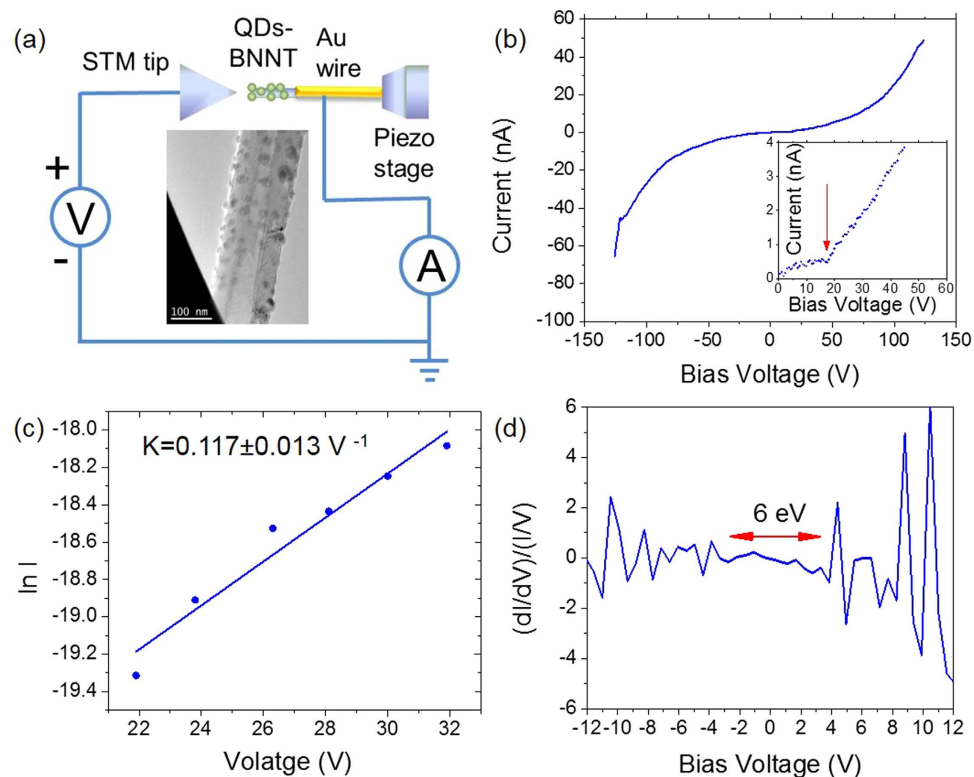 (a)
STM tip
QDs-
BNNT
Au
wire
Piezo
stage
+
V
-
A
100 nm
(b)
Current (nA)
60
40
20
0
-20
-40
-60
-80
-100
-150 -100 -50 0 50 100 150
Bias Voltage (V)
Current (nA)
4
3
2
1
0
0 10 20 30 40 50 60
Bias Voltage (V)
(c)
K=0.117±0.013 V -1
ln I
-18.0
-18.2
-18.4
-18.6
-18.8
-19.0
-19.2
-19.4
22 24 26 28 30 32
Volatge (V)
(d)
6 eV
(dI/dV)/(I/V)
6
4
2
0
-2
-4
-6
-12 -10 -8 -6 -4 -2 0 2 4 6 8 10 12
Bias Voltage (V)